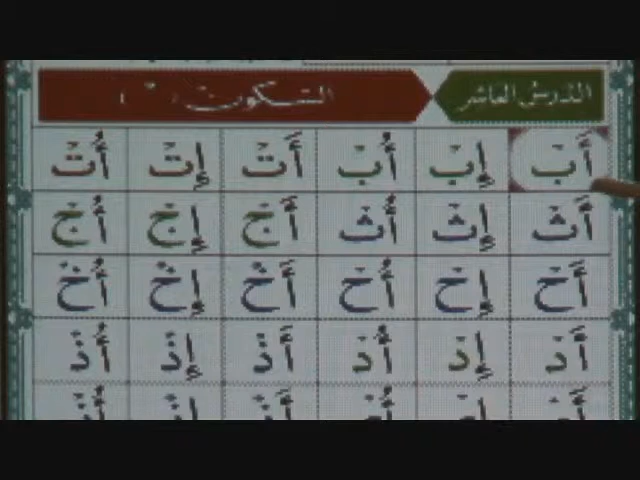 الدرس العاشر السكون ( ْ )
أَبْ إِبْ أُبْ أَتْ إِتْ أُتْ
أَثْ إِثْ أُثْ أَجْ إِجْ أُجْ
أَحْ إِحْ أُحْ أَخْ إِخْ أُخْ
أَدْ إِدْ أُدْ أَذْ إِذْ أُذْ